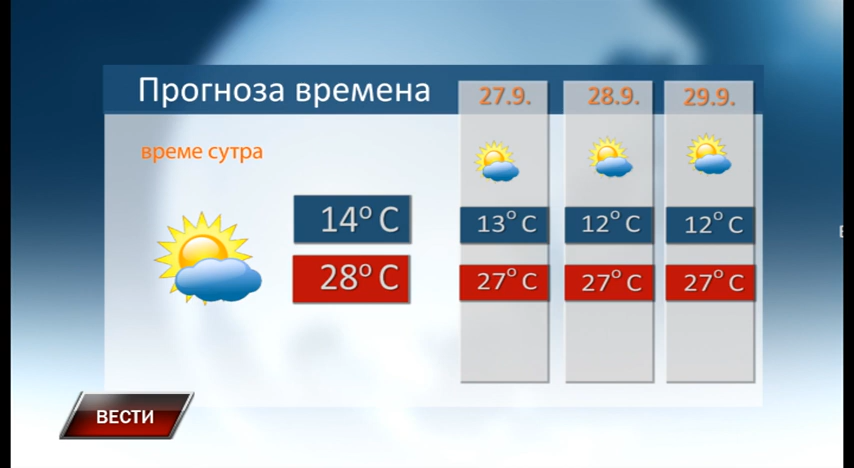 Прогноза времена
време сутра
14° C
28° C
27.9.
13° C
27° C
28.9.
12° C
27° C
29.9.
12° C
27° C
ВЕСТИ